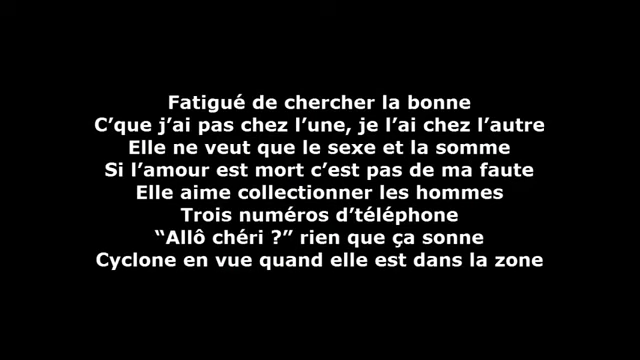 Fatigué de chercher la bonne
C’que j’ai pas chez l’une, je l’ai chez l’autre
Elle ne veut que le sexe et la somme
Si l’amour est mort c’est pas de ma faute
Elle aime collectionner les hommes
Trois numéros d’téléphone
“Allô chéri ?” rien que ça sonne
Cyclone en vue quand elle est dans la zone